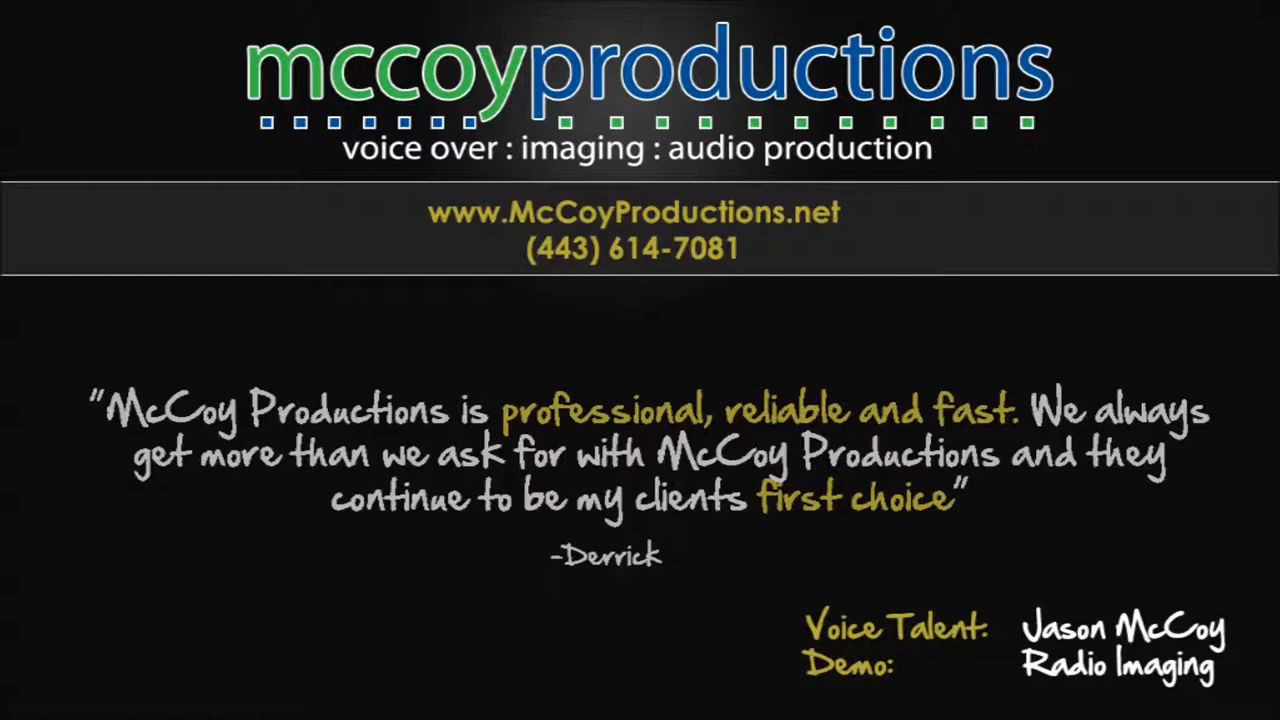 mccoyproductions
voice over : imaging : audio production
www.McCoyProductions.net
(443) 614-7081
"McCoy Productions is professional, reliable and fast. We always
get more than we ask for with McCoy Productions and they
continue to be my clients first choice"
-Derrick
Voice Talent: Jason McCoy
Demo: Radio Imaging